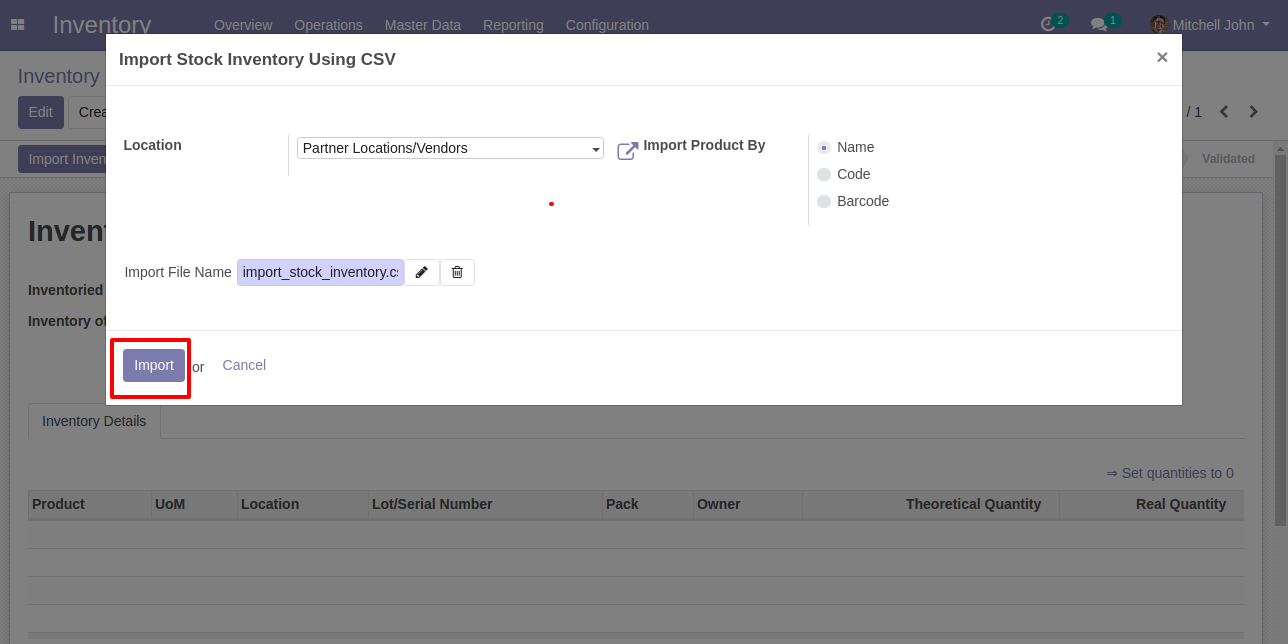 Inventory Overview Operations Master Data Reporting Configuration 2 1 Mitchell John
Import Stock Inventory Using CSV ×
Inventory
Edit Crea / 1
Location Partner Locations/Vendors Import Product By Name
Import Inven Validated
Code
Barcode
Inven
Import File Name import_stock_inventory.cs
Inventoried
Inventory of
Import or Cancel
Inventory Details
⇒ Set quantities to 0
Product UoM Location Lot/Serial Number Pack Owner Theoretical Quantity Real Quantity